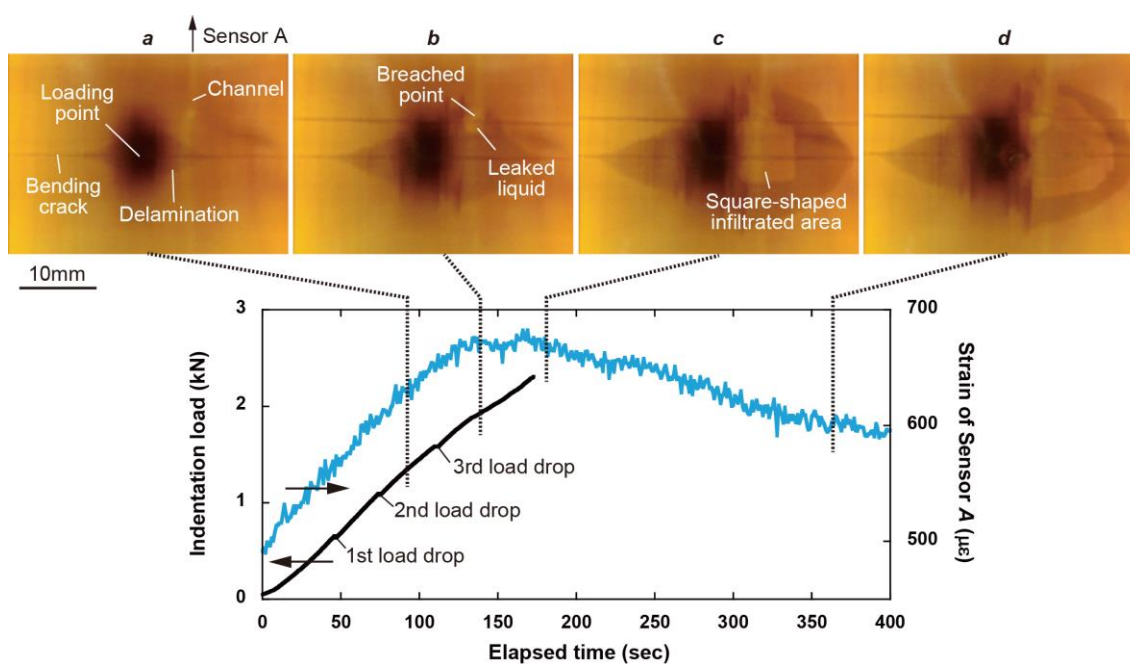 a
Sensor A
b
c
d
Loading
point
Channel
Bending
crack
Delamination
Breached
point
Leaked
liquid
Square-shaped
infiltrated area
10mm
3
2
1
0
Indentation load (kN)
700
600
500
Strain of Sensor A (με)
3rd load drop
2nd load drop
1st load drop
0 50 100 150 200 250 300 350 400
Elapsed time (sec)